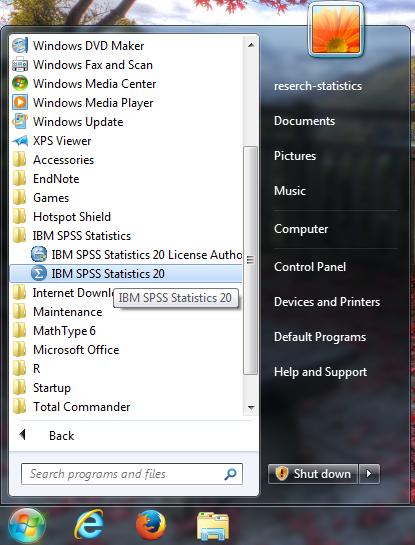 Windows DVD Maker
Windows Fax and Scan
Windows Media Center
Windows Media Player
Windows Update
XPS Viewer
Accessories
EndNote
Games
Hotspot Shield
IBM SPSS Statistics
IBM SPSS Statistics 20 License Autho
IBM SPSS Statistics 20
Internet Downl
IBM SPSS Statistics 20
Maintenance
MathType 6
Microsoft Office
R
Startup
Total Commander
Back
Search programs and files
reserch-statistics
Documents
Pictures
Music
Computer
Control Panel
Devices and Printers
Default Programs
Help and Support
Shut down